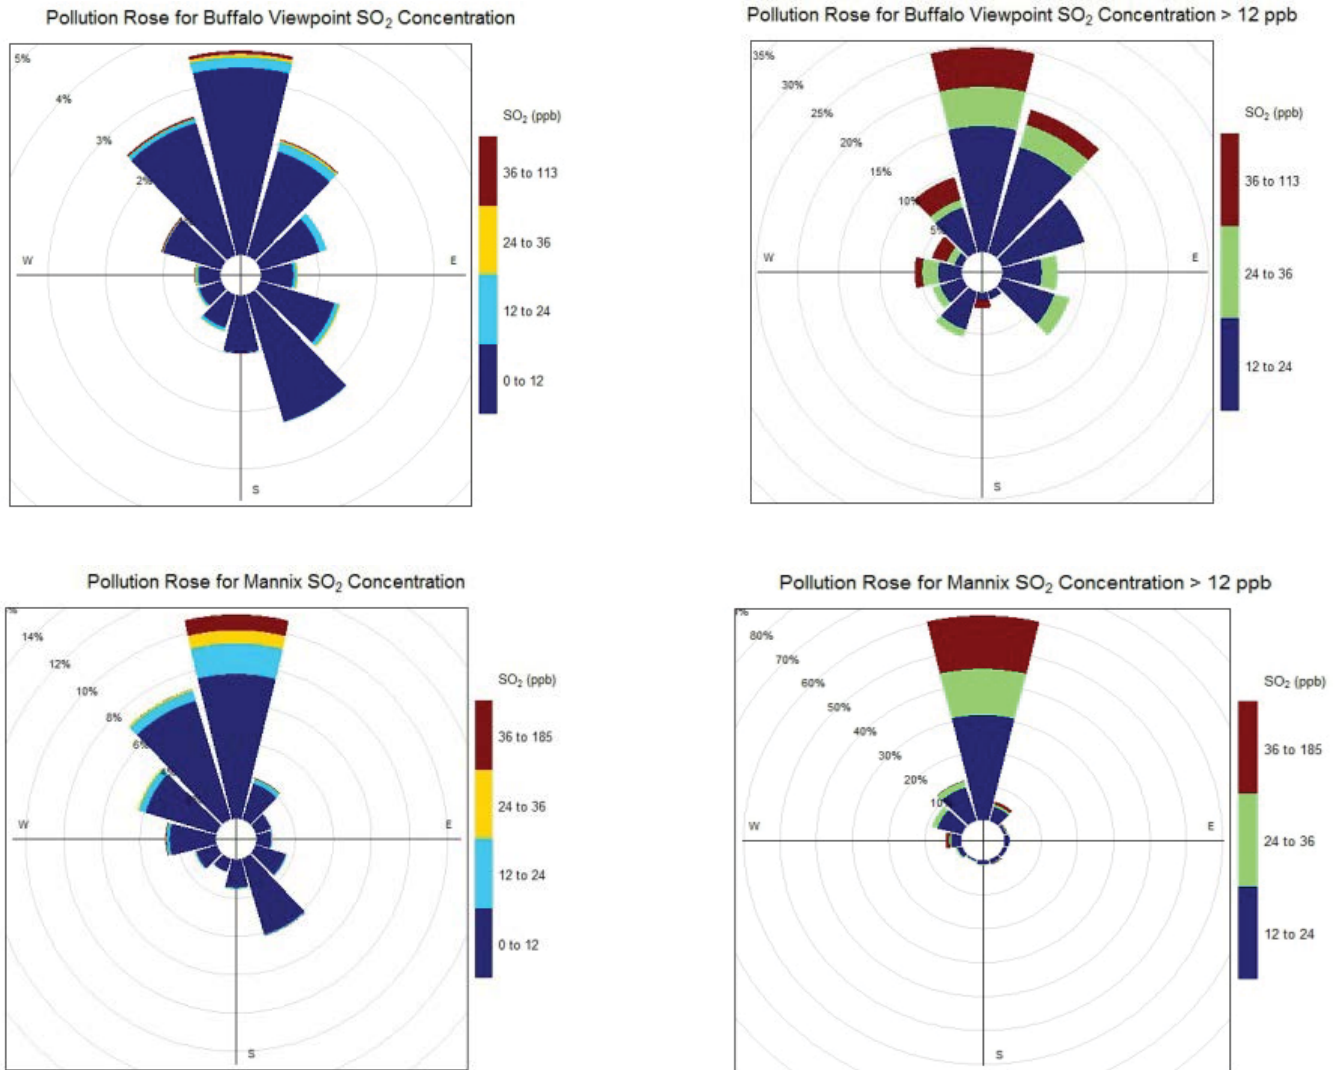 Pollution Rose for Buffalo Viewpoint SO₂ Concentration
5%
4%
3%
2%
W
E
S
SO₂ (ppb)
36 to 113
24 to 36
12 to 24
0 to 12
Pollution Rose for Buffalo Viewpoint SO₂ Concentration > 12 ppb
35%
30%
25%
20%
15%
10%
5%
W
E
S
SO₂ (ppb)
36 to 113
24 to 36
12 to 24
Pollution Rose for Mannix SO₂ Concentration
%
14%
12%
10%
8%
6%
W
E
S
SO₂ (ppb)
36 to 185
24 to 36
12 to 24
0 to 12
Pollution Rose for Mannix SO₂ Concentration > 12 ppb
%
80%
70%
60%
50%
40%
30%
20%
10%
W
E
S
SO₂ (ppb)
36 to 185
24 to 36
12 to 24